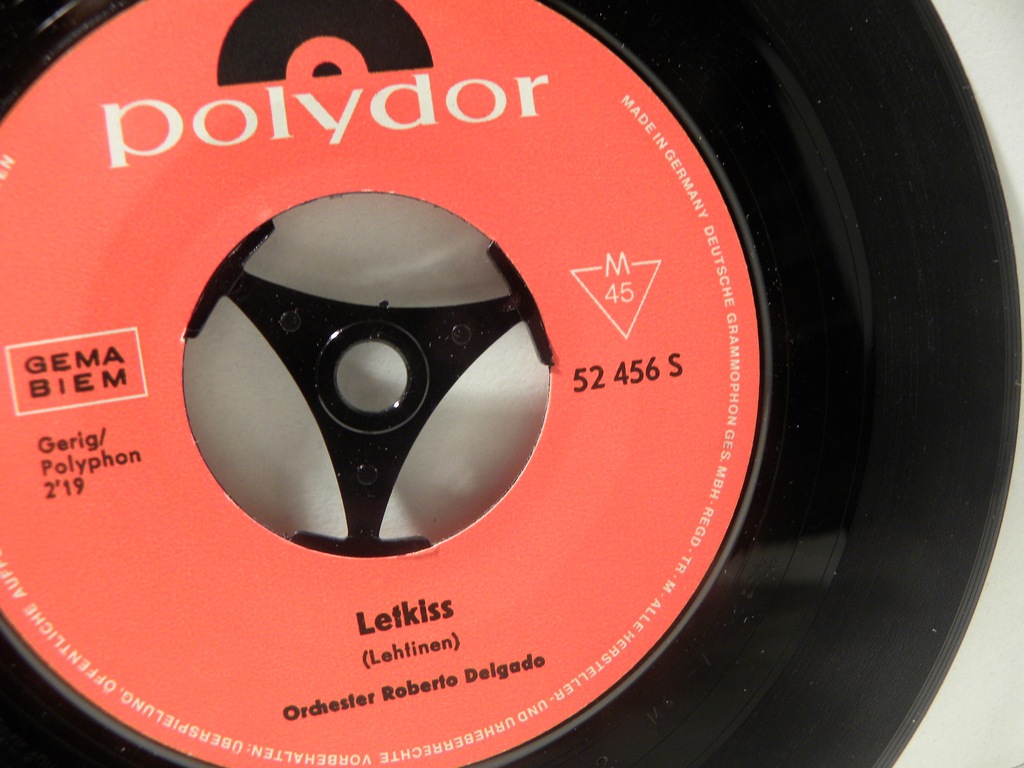 polydor
MADE IN GERMANY DEUTSCHE GRAMMOPHON GES. MBH · REGD · TR · M · ALLE HERSTELLER- UND URHEBERRECHTE VORBEHALTEN: ÜBERSPIELUNG, ÖFFENTLICHE
M
45
52 456 S
GEMA
BIEM
Gerig/
Polyphon
2'19
Letkiss
(Lehtinen)
Orchester Roberto Delgado